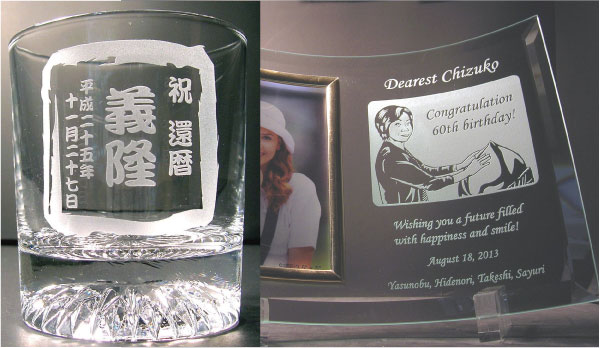 祝 還暦
義隆
平成二十五年
十一月二十七日
Dearest Chizuko
Congratulation
60th birthday!
Wishing you a future filled
with happiness and smile!
August 18, 2013
Yasunobu, Hidenori, Takeshi, Sayuri